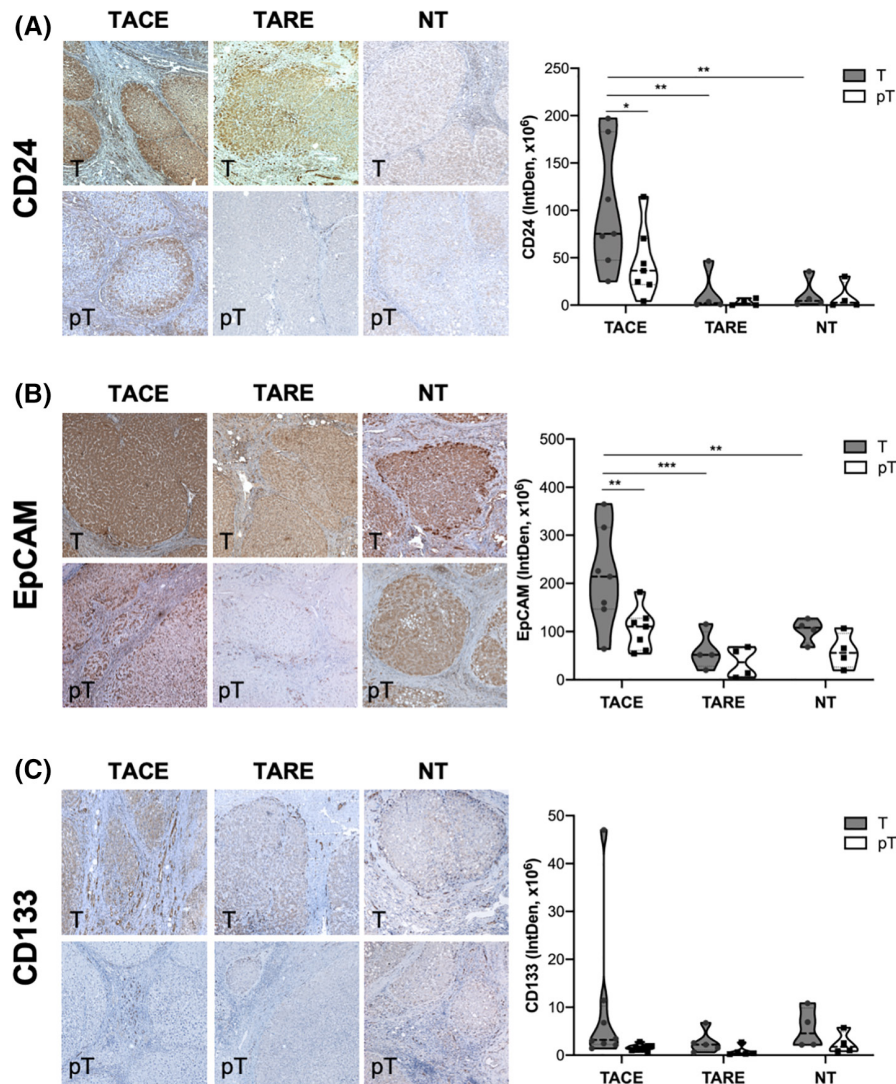 (A)
TACE TARE NT
CD24
T T T
pT pT pT
CD24 (IntDen, x10⁶)
250
200
150
100
50
0
** 
**
*
T
pT
TACE TARE NT
(B)
TACE TARE NT
EpCAM
T T T
pT pT pT
EpCAM (IntDen, x10⁶)
500
400
300
200
100
0
**
***
**
T
pT
TACE TARE NT
(C)
TACE TARE NT
CD133
T T T
pT pT pT
CD133 (IntDen, x10⁶)
50
40
30
20
10
0
T
pT
TACE TARE NT